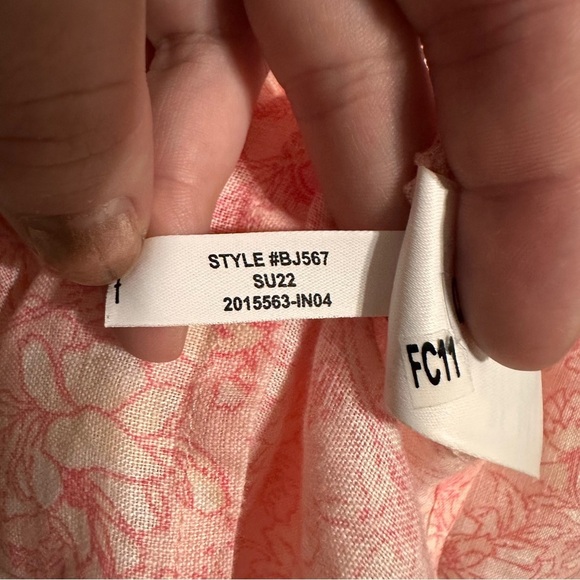 STYLE #BJ567
SU22
2015563-IN04
FC11